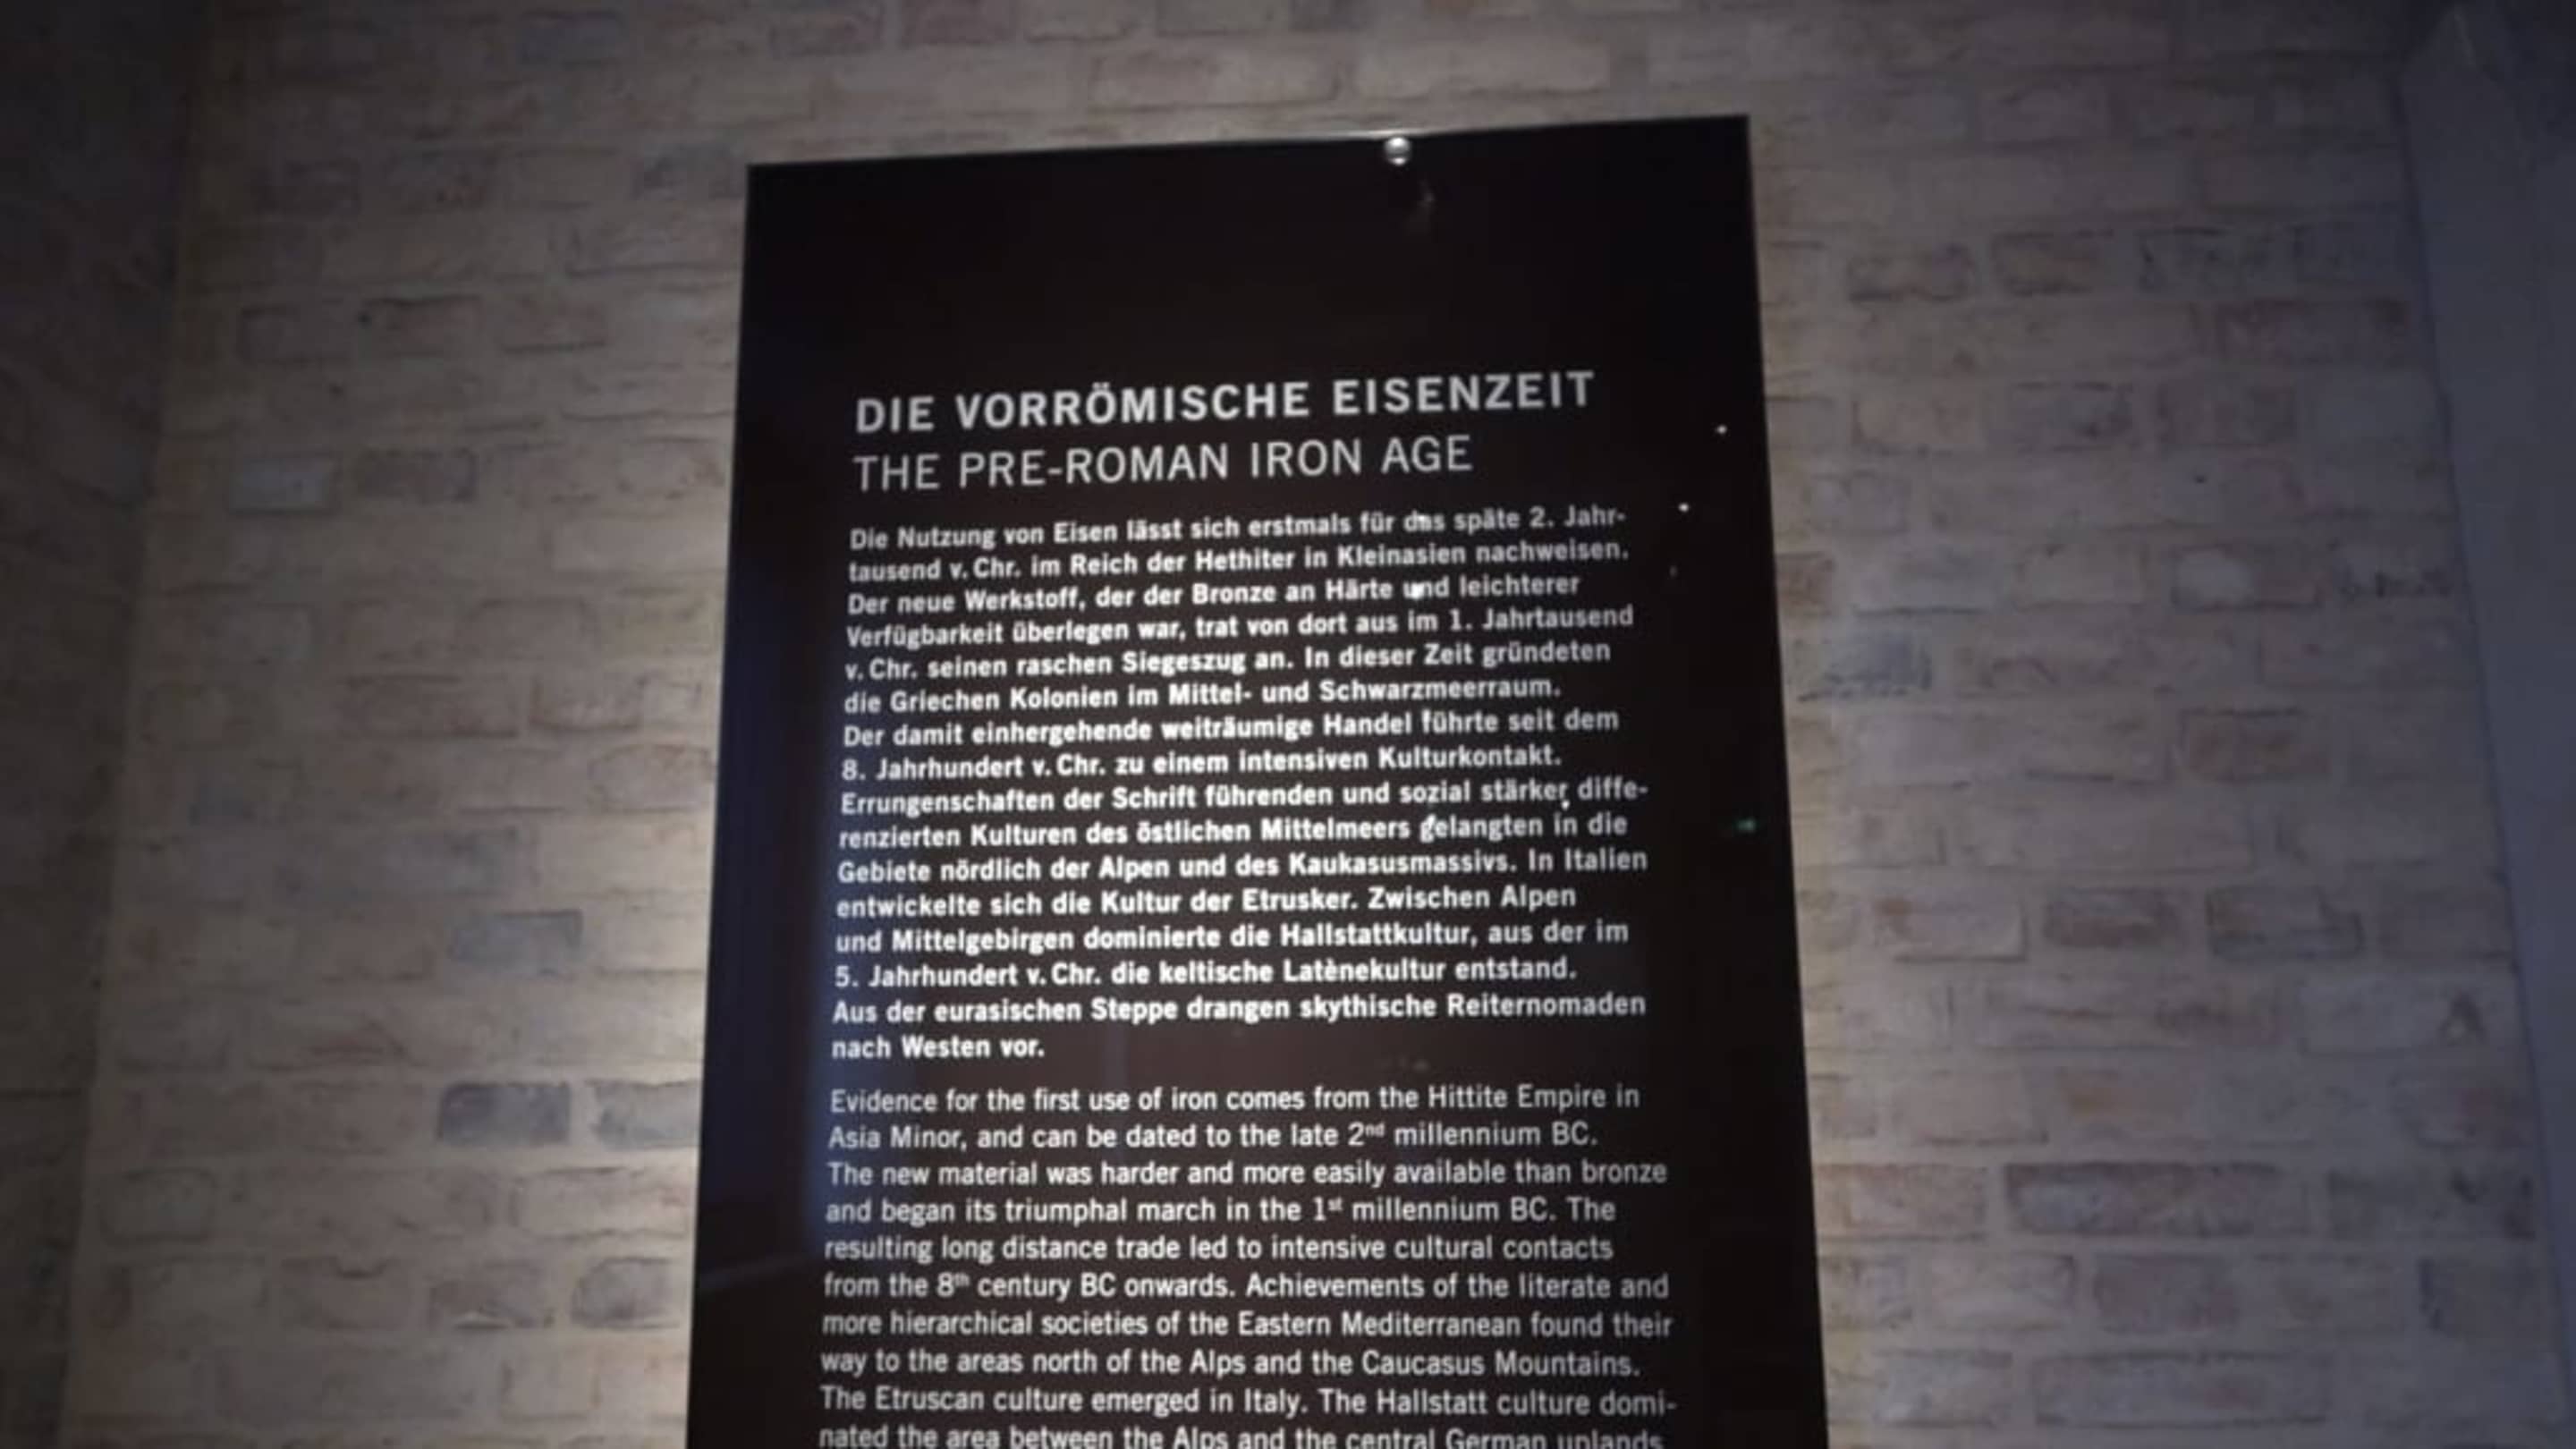 DIE VORRÖMISCHE EISENZEIT
THE PRE-ROMAN IRON AGE
Die Nutzung von Eisen lässt sich erstmals für das späte 2. Jahr-
tausend v. Chr. im Reich der Hethiter in Kleinasien nachweisen.
Der neue Werkstoff, der der Bronze an Härte und leichterer
Verfügbarkeit überlegen war, trat von dort aus im 1. Jahrtausend
v. Chr. seinen raschen Siegeszug an. In dieser Zeit gründeten
die Griechen Kolonien im Mittel- und Schwarzmeerraum.
Der damit einhergehende weiträumige Handel führte seit dem
8. Jahrhundert v. Chr. zu einem intensiven Kulturkontakt.
Errungenschaften der Schrift führenden und sozial stärker diffe-
renzierten Kulturen des östlichen Mittelmeers gelangten in die
Gebiete nördlich der Alpen und des Kaukasusmassivs. In Italien
entwickelte sich die Kultur der Etrusker. Zwischen Alpen
und Mittelgebirgen dominierte die Hallstattkultur, aus der im
5. Jahrhundert v. Chr. die keltische Latènekultur entstand.
Aus der eurasischen Steppe drangen skythische Reiternomaden
nach Westen vor.
Evidence for the first use of iron comes from the Hittite Empire in
Asia Minor, and can be dated to the late 2nd millennium BC.
The new material was harder and more easily available than bronze
and began its triumphal march in the 1st millennium BC. The
resulting long distance trade led to intensive cultural contacts
from the 8th century BC onwards. Achievements of the literate and
more hierarchical societies of the Eastern Mediterranean found their
way to the areas north of the Alps and the Caucasus Mountains.
The Etruscan culture emerged in Italy. The Hallstatt culture domi-
nated the area between the Alps and the central German uplands